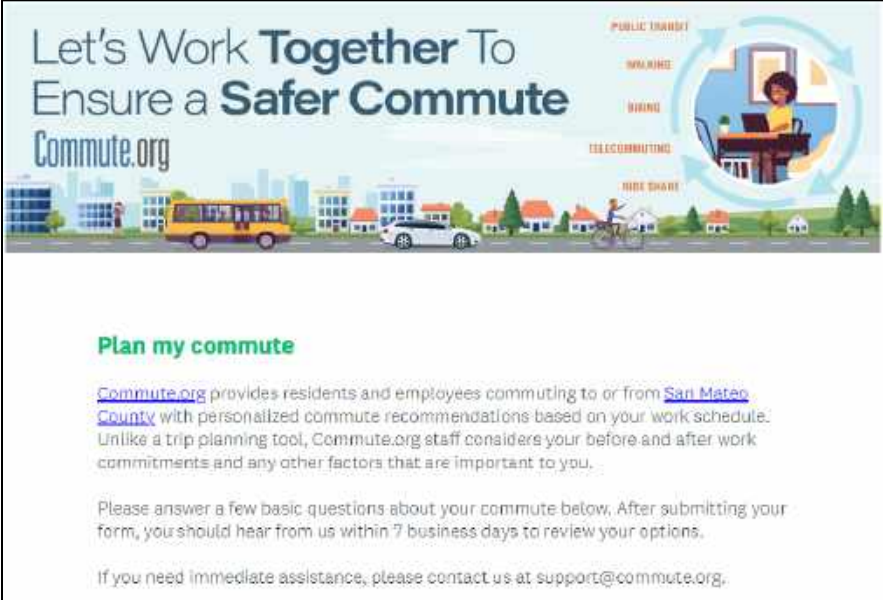 Let's Work Together To
Ensure a Safer Commute
Commute.org
PUBLIC TRANSIT
WALKING
BIKING
TELECOMMUTING
RIDE SHARE
Plan my commute
Commute.org provides residents and employees commuting to or from San Mateo
County with personalized commute recommendations based on your work schedule.
Unlike a trip planning tool, Commute.org staff considers your before and after work
commitments and any other factors that are important to you.
Please answer a few basic questions about your commute below. After submitting your
form, you should hear from us within 7 business days to review your options.
If you need immediate assistance, please contact us at support@commute.org.